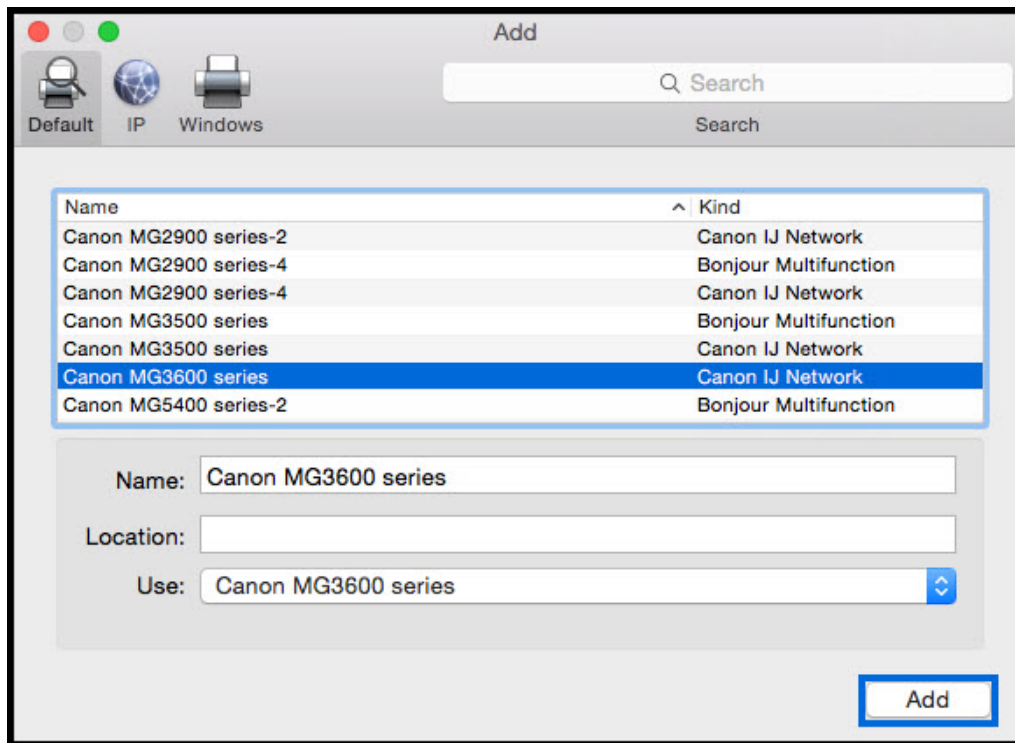 Add
Search
Default IP Windows Search
Name Kind
Canon MG2900 series-2 Canon IJ Network
Canon MG2900 series-4 Bonjour Multifunction
Canon MG2900 series-4 Canon IJ Network
Canon MG3500 series Bonjour Multifunction
Canon MG3500 series Canon IJ Network
Canon MG3600 series Canon IJ Network
Canon MG5400 series-2 Bonjour Multifunction
Name: Canon MG3600 series
Location:
Use: Canon MG3600 series
Add